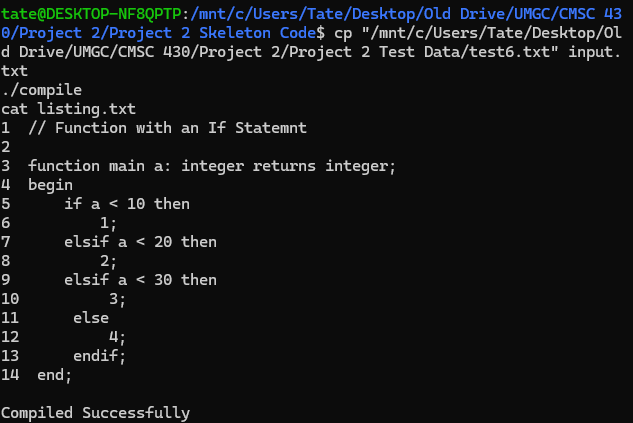 tate@DESKTOP-NF8QPTP:/mnt/c/Users/Tate/Desktop/Old Drive/UMGC/CMSC 43
0/Project 2/Project 2 Skeleton Code$ cp "/mnt/c/Users/Tate/Desktop/Ol
d Drive/UMGC/CMSC 430/Project 2/Project 2 Test Data/test6.txt" input.
txt
./compile
cat listing.txt
1  // Function with an If Statemnt
2
3  function main a: integer returns integer;
4  begin
5      if a < 10 then
6          1;
7      elsif a < 20 then
8          2;
9      elsif a < 30 then
10          3;
11      else
12          4;
13      endif;
14  end;

Compiled Successfully